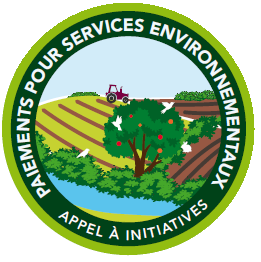 PAIEMENTS POUR SERVICES ENVIRONNEMENTAUX
APPEL À INITIATIVES